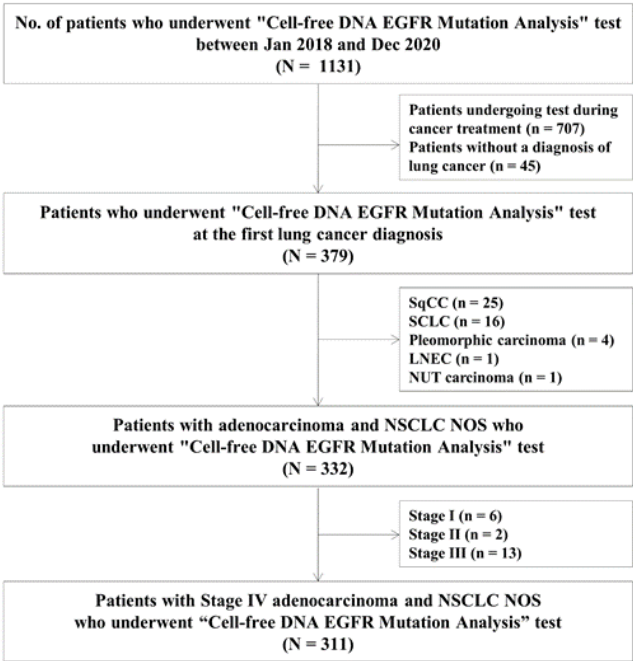 No. of patients who underwent "Cell-free DNA EGFR Mutation Analysis" test
between Jan 2018 and Dec 2020
(N = 1131)
Patients undergoing test during
cancer treatment (n = 707)
Patients without a diagnosis of
lung cancer (n = 45)
Patients who underwent "Cell-free DNA EGFR Mutation Analysis" test
at the first lung cancer diagnosis
(N = 379)
SqCC (n = 25)
SCLC (n = 16)
Pleomorphic carcinoma (n = 4)
LNEC (n = 1)
NUT carcinoma (n = 1)
Patients with adenocarcinoma and NSCLC NOS who
underwent "Cell-free DNA EGFR Mutation Analysis" test
(N = 332)
Stage I (n = 6)
Stage II (n = 2)
Stage III (n = 13)
Patients with Stage IV adenocarcinoma and NSCLC NOS
who underwent “Cell-free DNA EGFR Mutation Analysis” test
(N = 311)